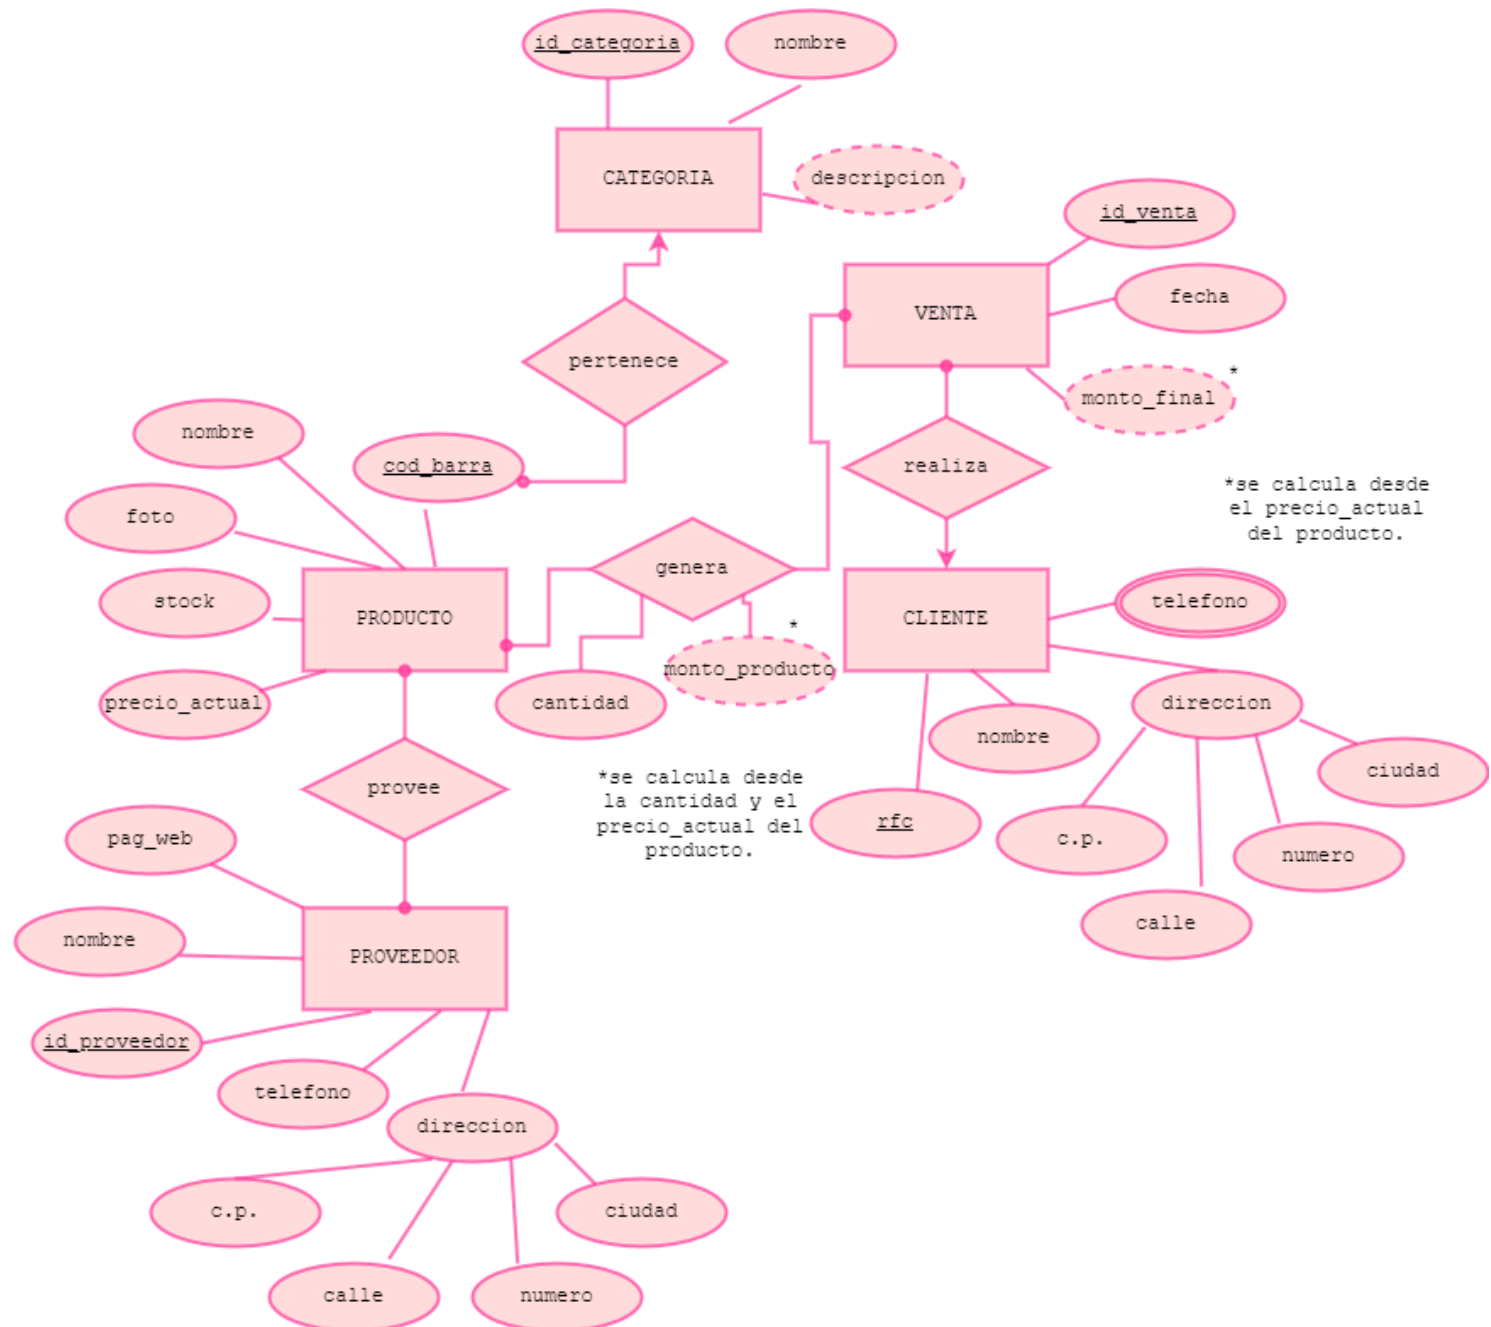 id_categoria
nombre
CATEGORIA
descripcion
id_venta
VENTA
fecha
pertenece
*
monto_final
nombre
cod_barra
realiza
*se calcula desde
el precio_actual
del producto.
foto
genera
stock
PRODUCTO
CLIENTE
telefono
*
monto_producto
precio_actual
cantidad
direccion
nombre
ciudad
provee
*se calcula desde
la cantidad y el
precio_actual del
producto.
rfc
c.p.
numero
pag_web
calle
nombre
PROVEEDOR
id_proveedor
telefono
direccion
c.p.
ciudad
calle
numero